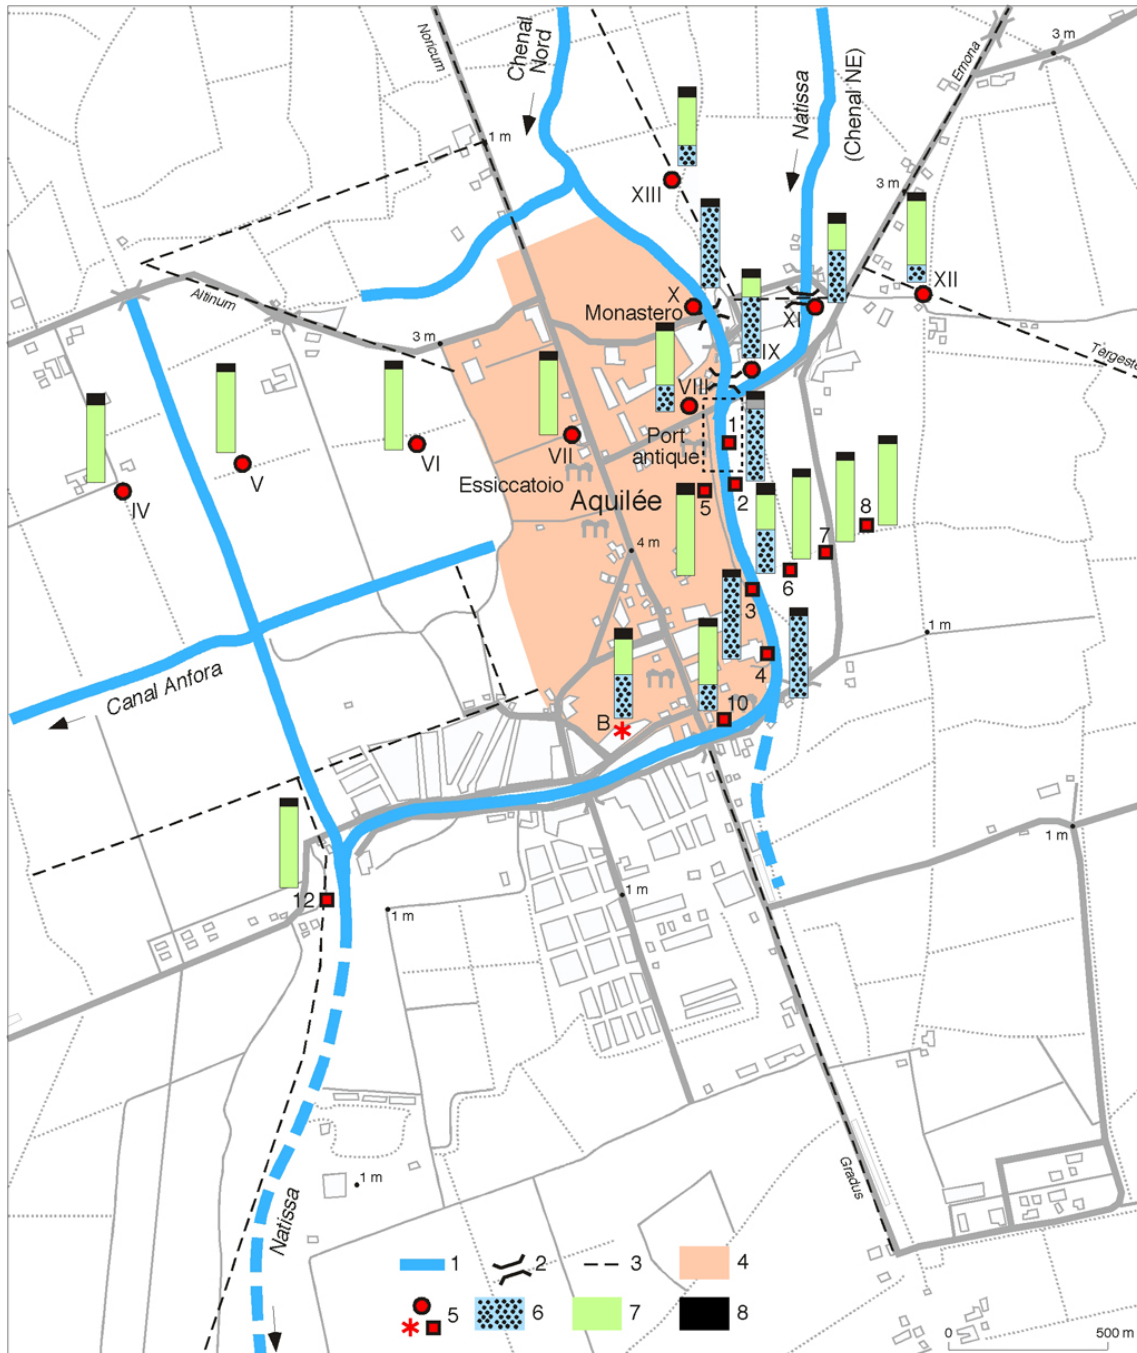 Noricum
Chenal
Nord
Natissa
(Chenal NE)
Emona
3 m
1 m
XIII
3 m
XII
Altinum
X
Monastero
XI
Tergeste
3 m
IX
VIII
1
Port
antique
VII
VI
V
IV
Essiccatoio
Aquilée
5
2
8
7
4 m
6
3
1 m
4
Canal Anfora
10
B
1 m
12
1 m
1 m
1 m
Gradus
Natissa
1
2
3
4
5
6
7
8
0
500 m